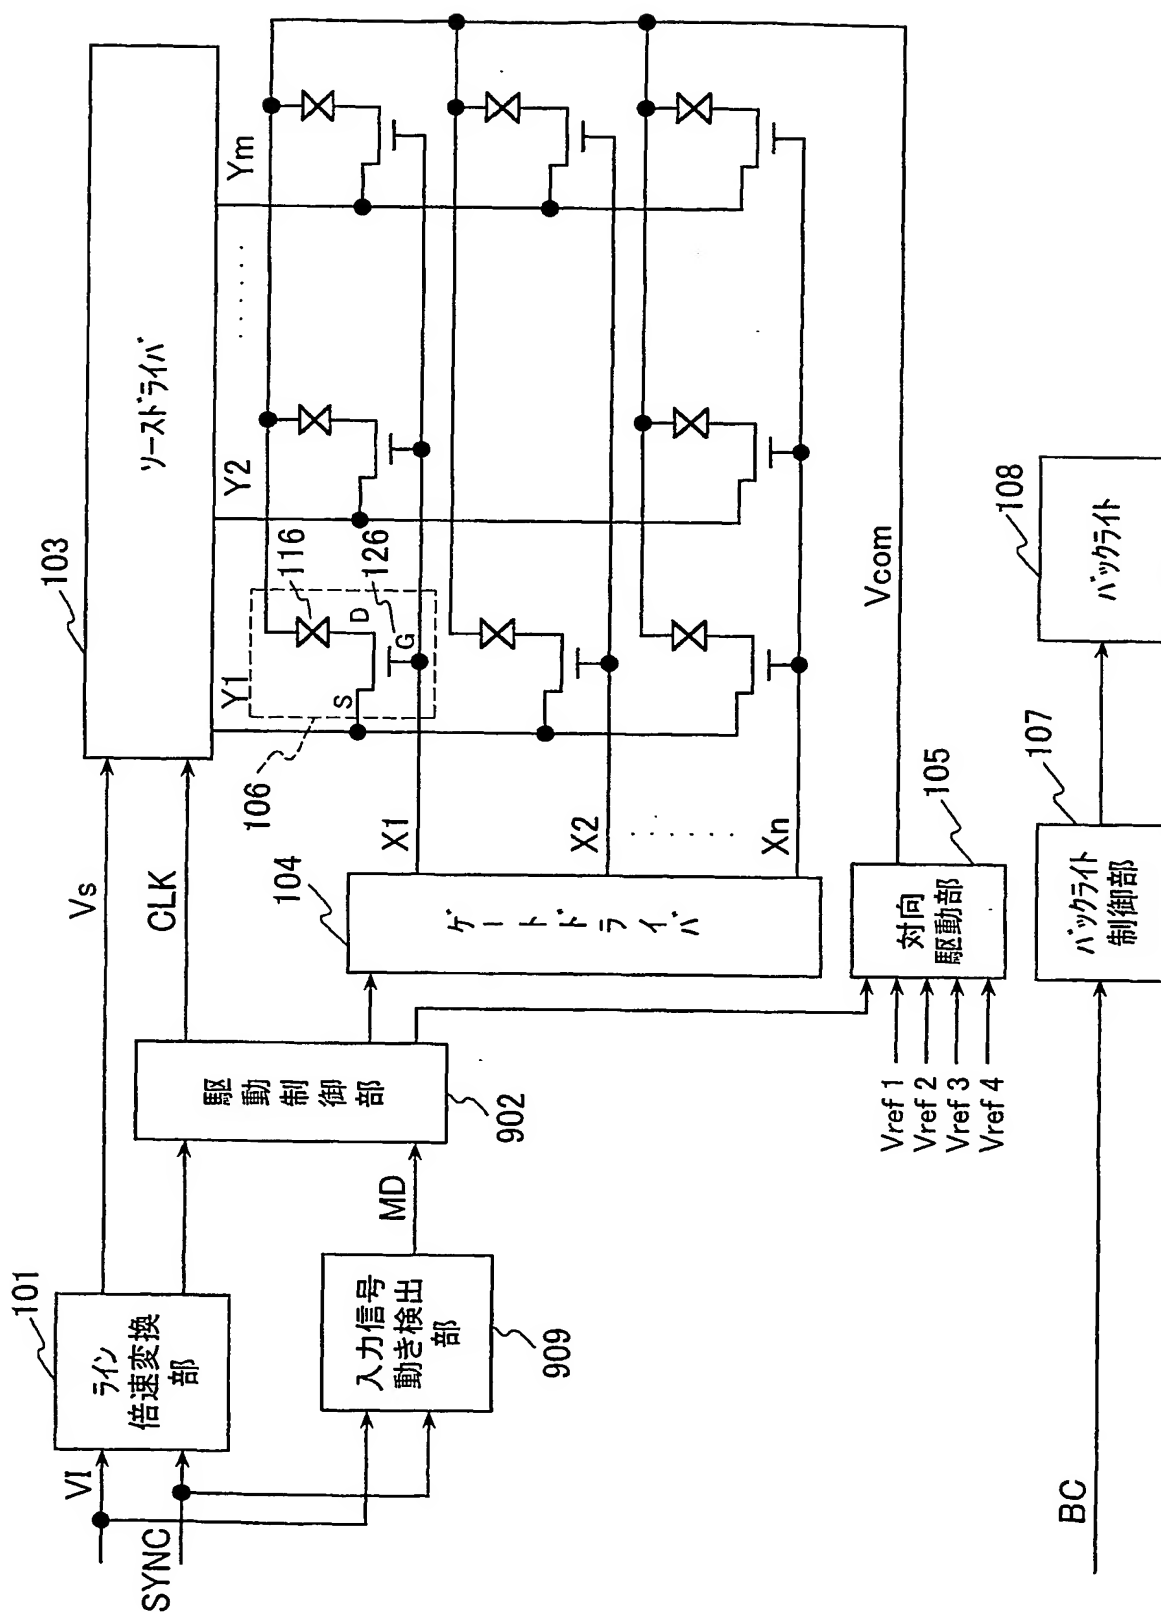 VI
SYNC
101
ライン
倍速変換
部
Vs
CLK
入力信号
動き検出
部
909
MD
駆動制御部
902
103
ソースドライバ
104
ゲートドライバ
106
Y1
Y2
......
Ym
116
126
S
D
G
X1
X2
......
Xn
Vref 1
Vref 2
Vref 3
Vref 4
対向
駆動部
105
Vcom
BC
バックライト
制御部
107
バックライト
108